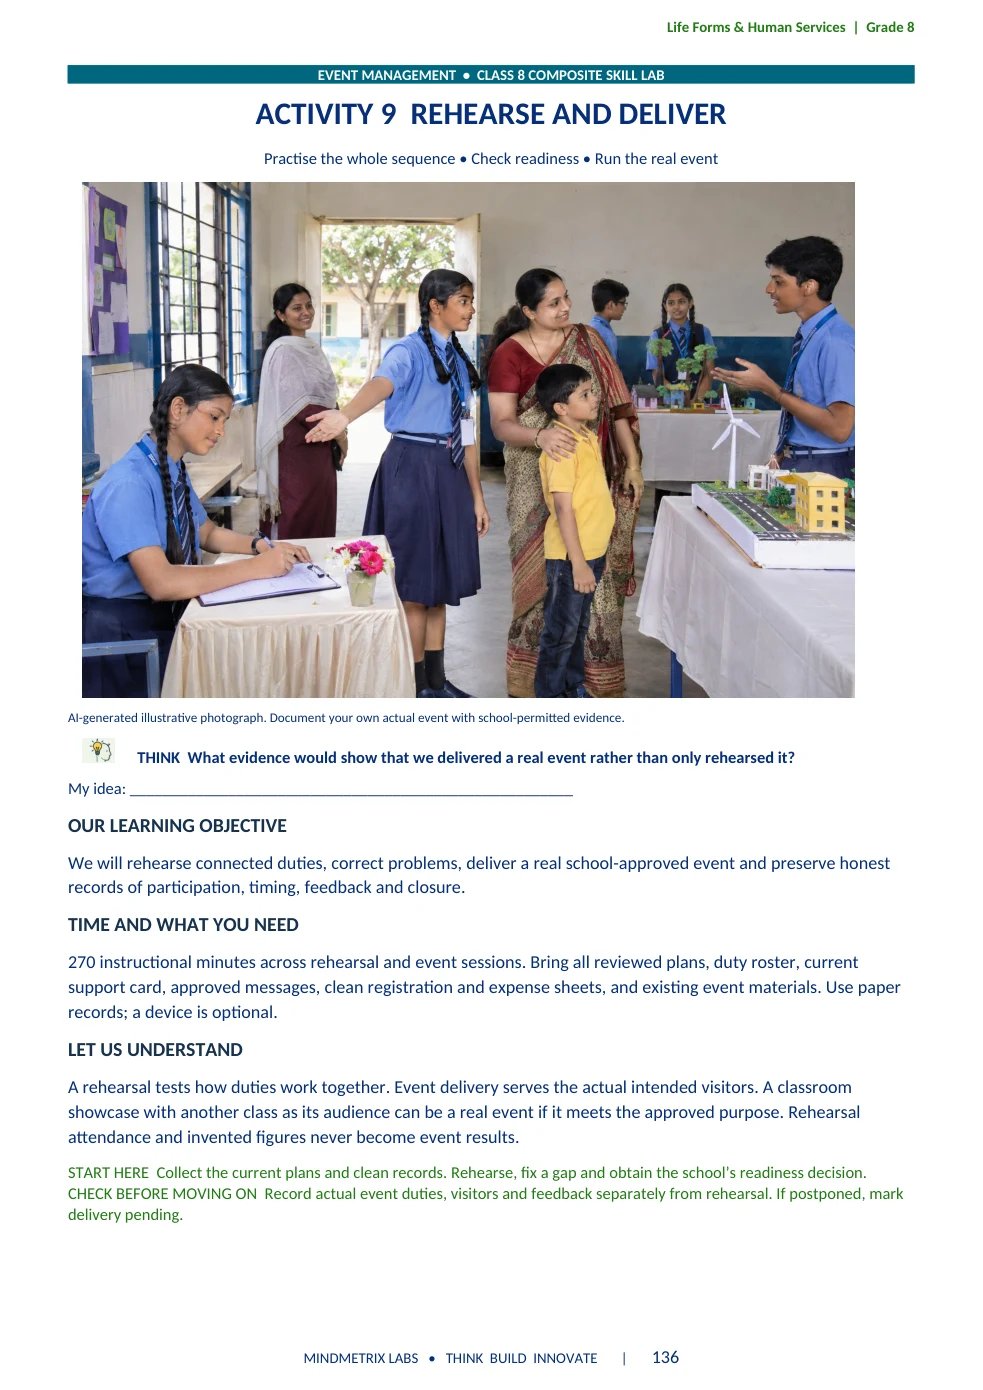 Life Forms & Human Services | Grade 8
EVENT MANAGEMENT ● CLASS 8 COMPOSITE SKILL LAB
ACTIVITY 9 REHEARSE AND DELIVER
Practise the whole sequence ● Check readiness ● Run the real event
AI-generated illustrative photograph. Document your own actual event with school-permitted evidence.
THINK What evidence would show that we delivered a real event rather than only rehearsed it?
My idea: ______________________________________________________
OUR LEARNING OBJECTIVE
We will rehearse connected duties, correct problems, deliver a real school-approved event and preserve honest
records of participation, timing, feedback and closure.
TIME AND WHAT YOU NEED
270 instructional minutes across rehearsal and event sessions. Bring all reviewed plans, duty roster, current
support card, approved messages, clean registration and expense sheets, and existing event materials. Use paper
records; a device is optional.
LET US UNDERSTAND
A rehearsal tests how duties work together. Event delivery serves the actual intended visitors. A classroom
showcase with another class as its audience can be a real event if it meets the approved purpose. Rehearsal
attendance and invented figures never become event results.
START HERE Collect the current plans and clean records. Rehearse, fix a gap and obtain the school’s readiness decision.
CHECK BEFORE MOVING ON Record actual event duties, visitors and feedback separately from rehearsal. If postponed, mark
delivery pending.
MINDMETRIX LABS ● THINK BUILD INNOVATE | 136